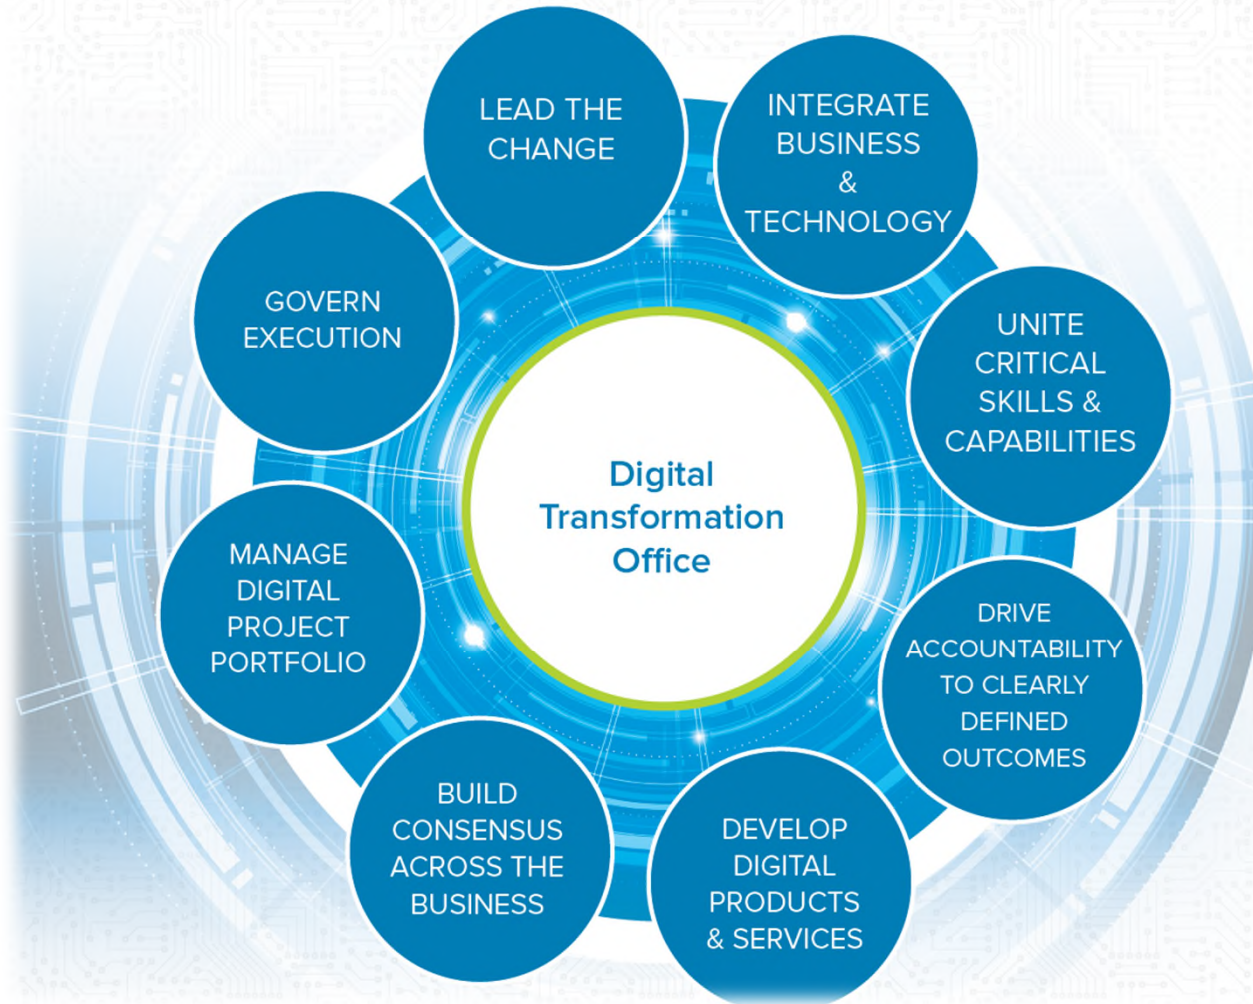 LEAD THE
CHANGE
INTEGRATE
BUSINESS
&
TECHNOLOGY
UNITE
CRITICAL
SKILLS &
CAPABILITIES
DRIVE
ACCOUNTABILITY
TO CLEARLY
DEFINED
OUTCOMES
DEVELOP
DIGITAL
PRODUCTS
& SERVICES
BUILD
CONSENSUS
ACROSS THE
BUSINESS
MANAGE
DIGITAL
PROJECT
PORTFOLIO
GOVERN
EXECUTION
Digital
Transformation
Office